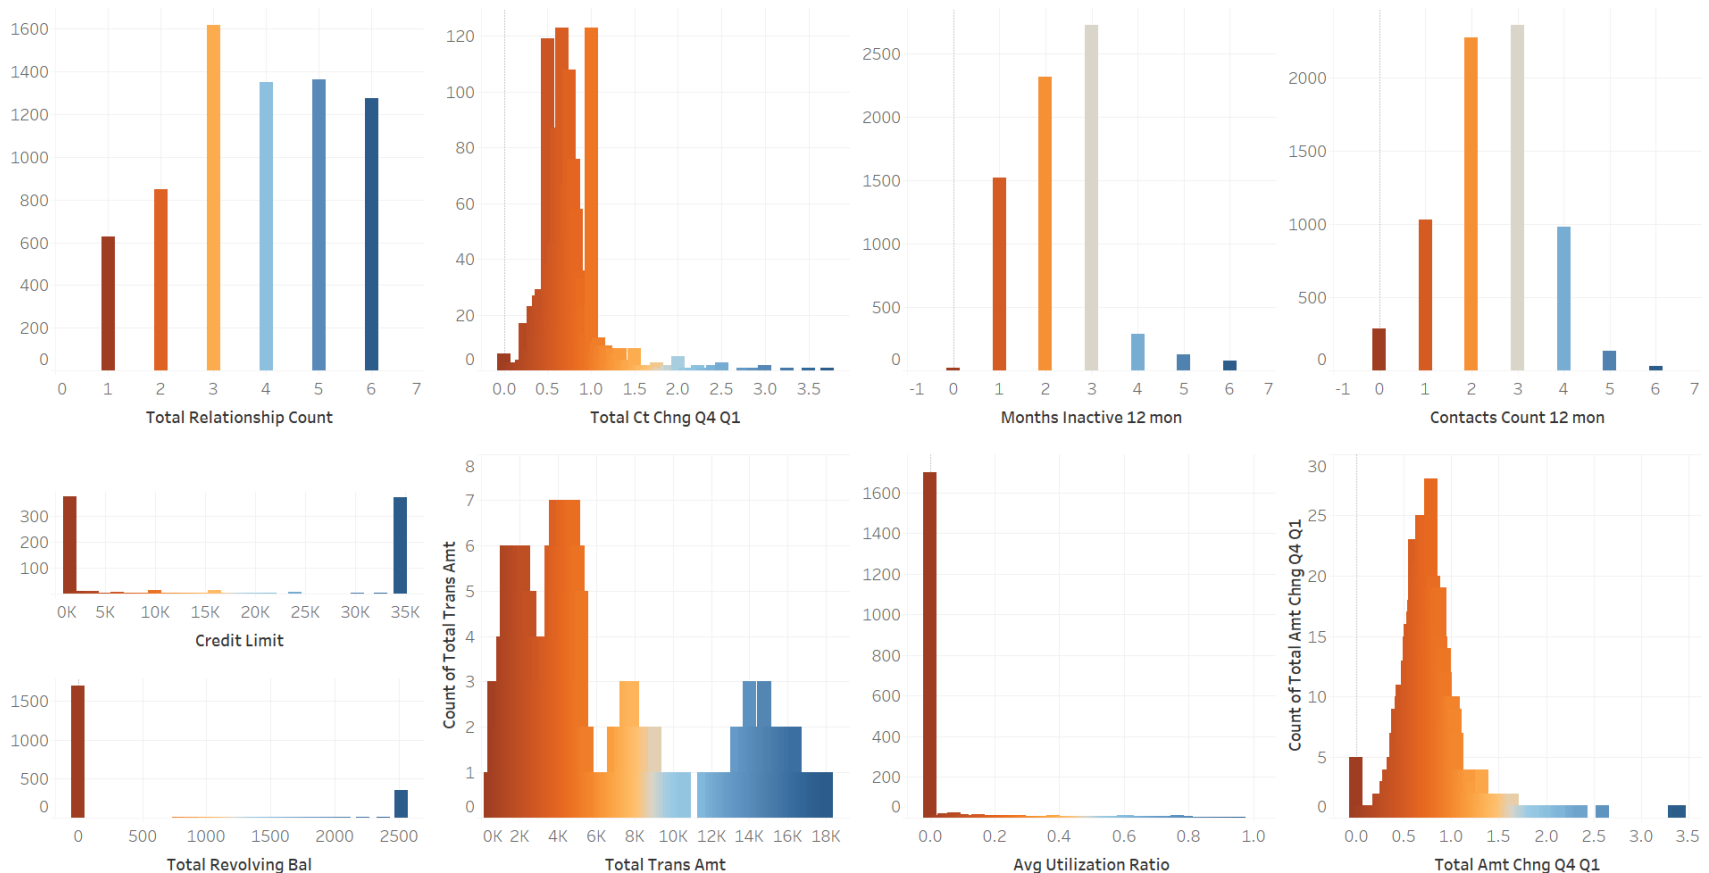 1600
1400
1200
1000
800
600
400
200
0
0 1 2 3 4 5 6 7
Total Relationship Count
120
100
80
60
40
20
0
0.0 0.5 1.0 1.5 2.0 2.5 3.0 3.5
Total Ct Chng Q4 Q1
2500
2000
1500
1000
500
0
-1 0 1 2 3 4 5 6 7
Months Inactive 12 mon
2000
1500
1000
500
0
-1 0 1 2 3 4 5 6 7
Contacts Count 12 mon
300
200
100
0K 5K 10K 15K 20K 25K 30K 35K
Credit Limit
1500
1000
500
0
0 500 1000 1500 2000 2500
Total Revolving Bal
Count of Total Trans Amt
8
7
6
5
4
3
2
1
0
0K 2K 4K 6K 8K 10K 12K 14K 16K 18K
Total Trans Amt
1600
1400
1200
1000
800
600
400
200
0
0.0 0.2 0.4 0.6 0.8 1.0
Avg Utilization Ratio
Count of Total Amt Chng Q4 Q1
30
25
20
15
10
5
0
0.0 0.5 1.0 1.5 2.0 2.5 3.0 3.5
Total Amt Chng Q4 Q1